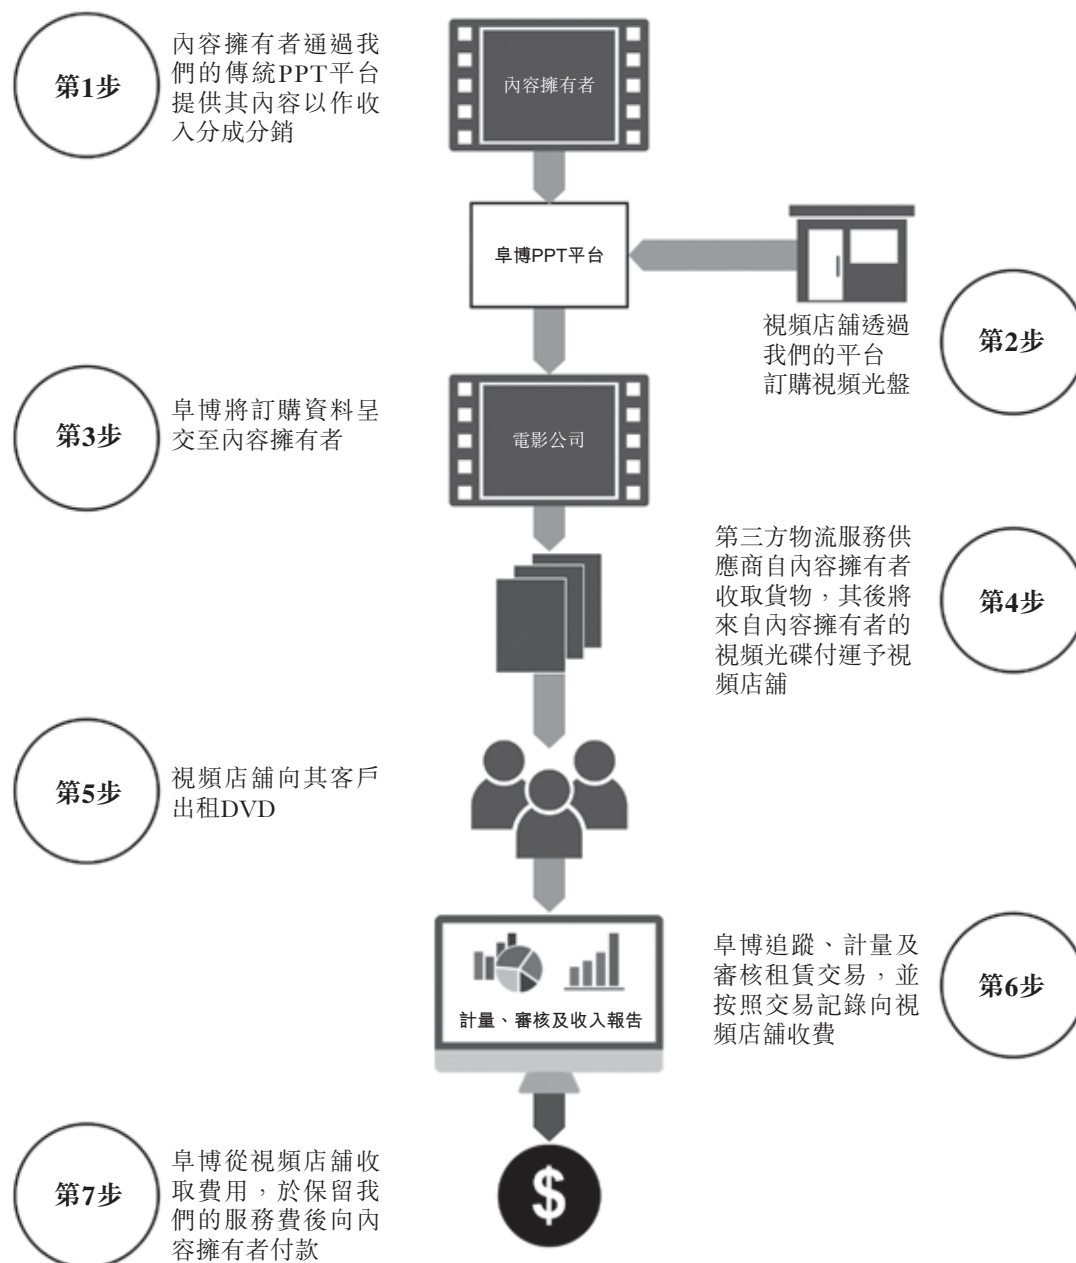 第1步
內容擁有者通過我
們的傳統PPT平台
提供其內容以作收
入分成分銷
內容擁有者
阜博PPT平台
視頻店舖透過
我們的平台
訂購視頻光盤
第2步
第3步
阜博將訂購資料呈
交至內容擁有者
電影公司
第三方物流服務供
應商自內容擁有者
收取貨物，其後將
來自內容擁有者的
視頻光碟付運予視
頻店舖
第4步
第5步
視頻店舖向其客戶
出租DVD
計量、審核及收入報告
阜博追蹤、計量及
審核租賃交易，並
按照交易記錄向視
頻店舖收費
第6步
第7步
阜博從視頻店舖收
取費用，於保留我
們的服務費後向內
容擁有者付款
$